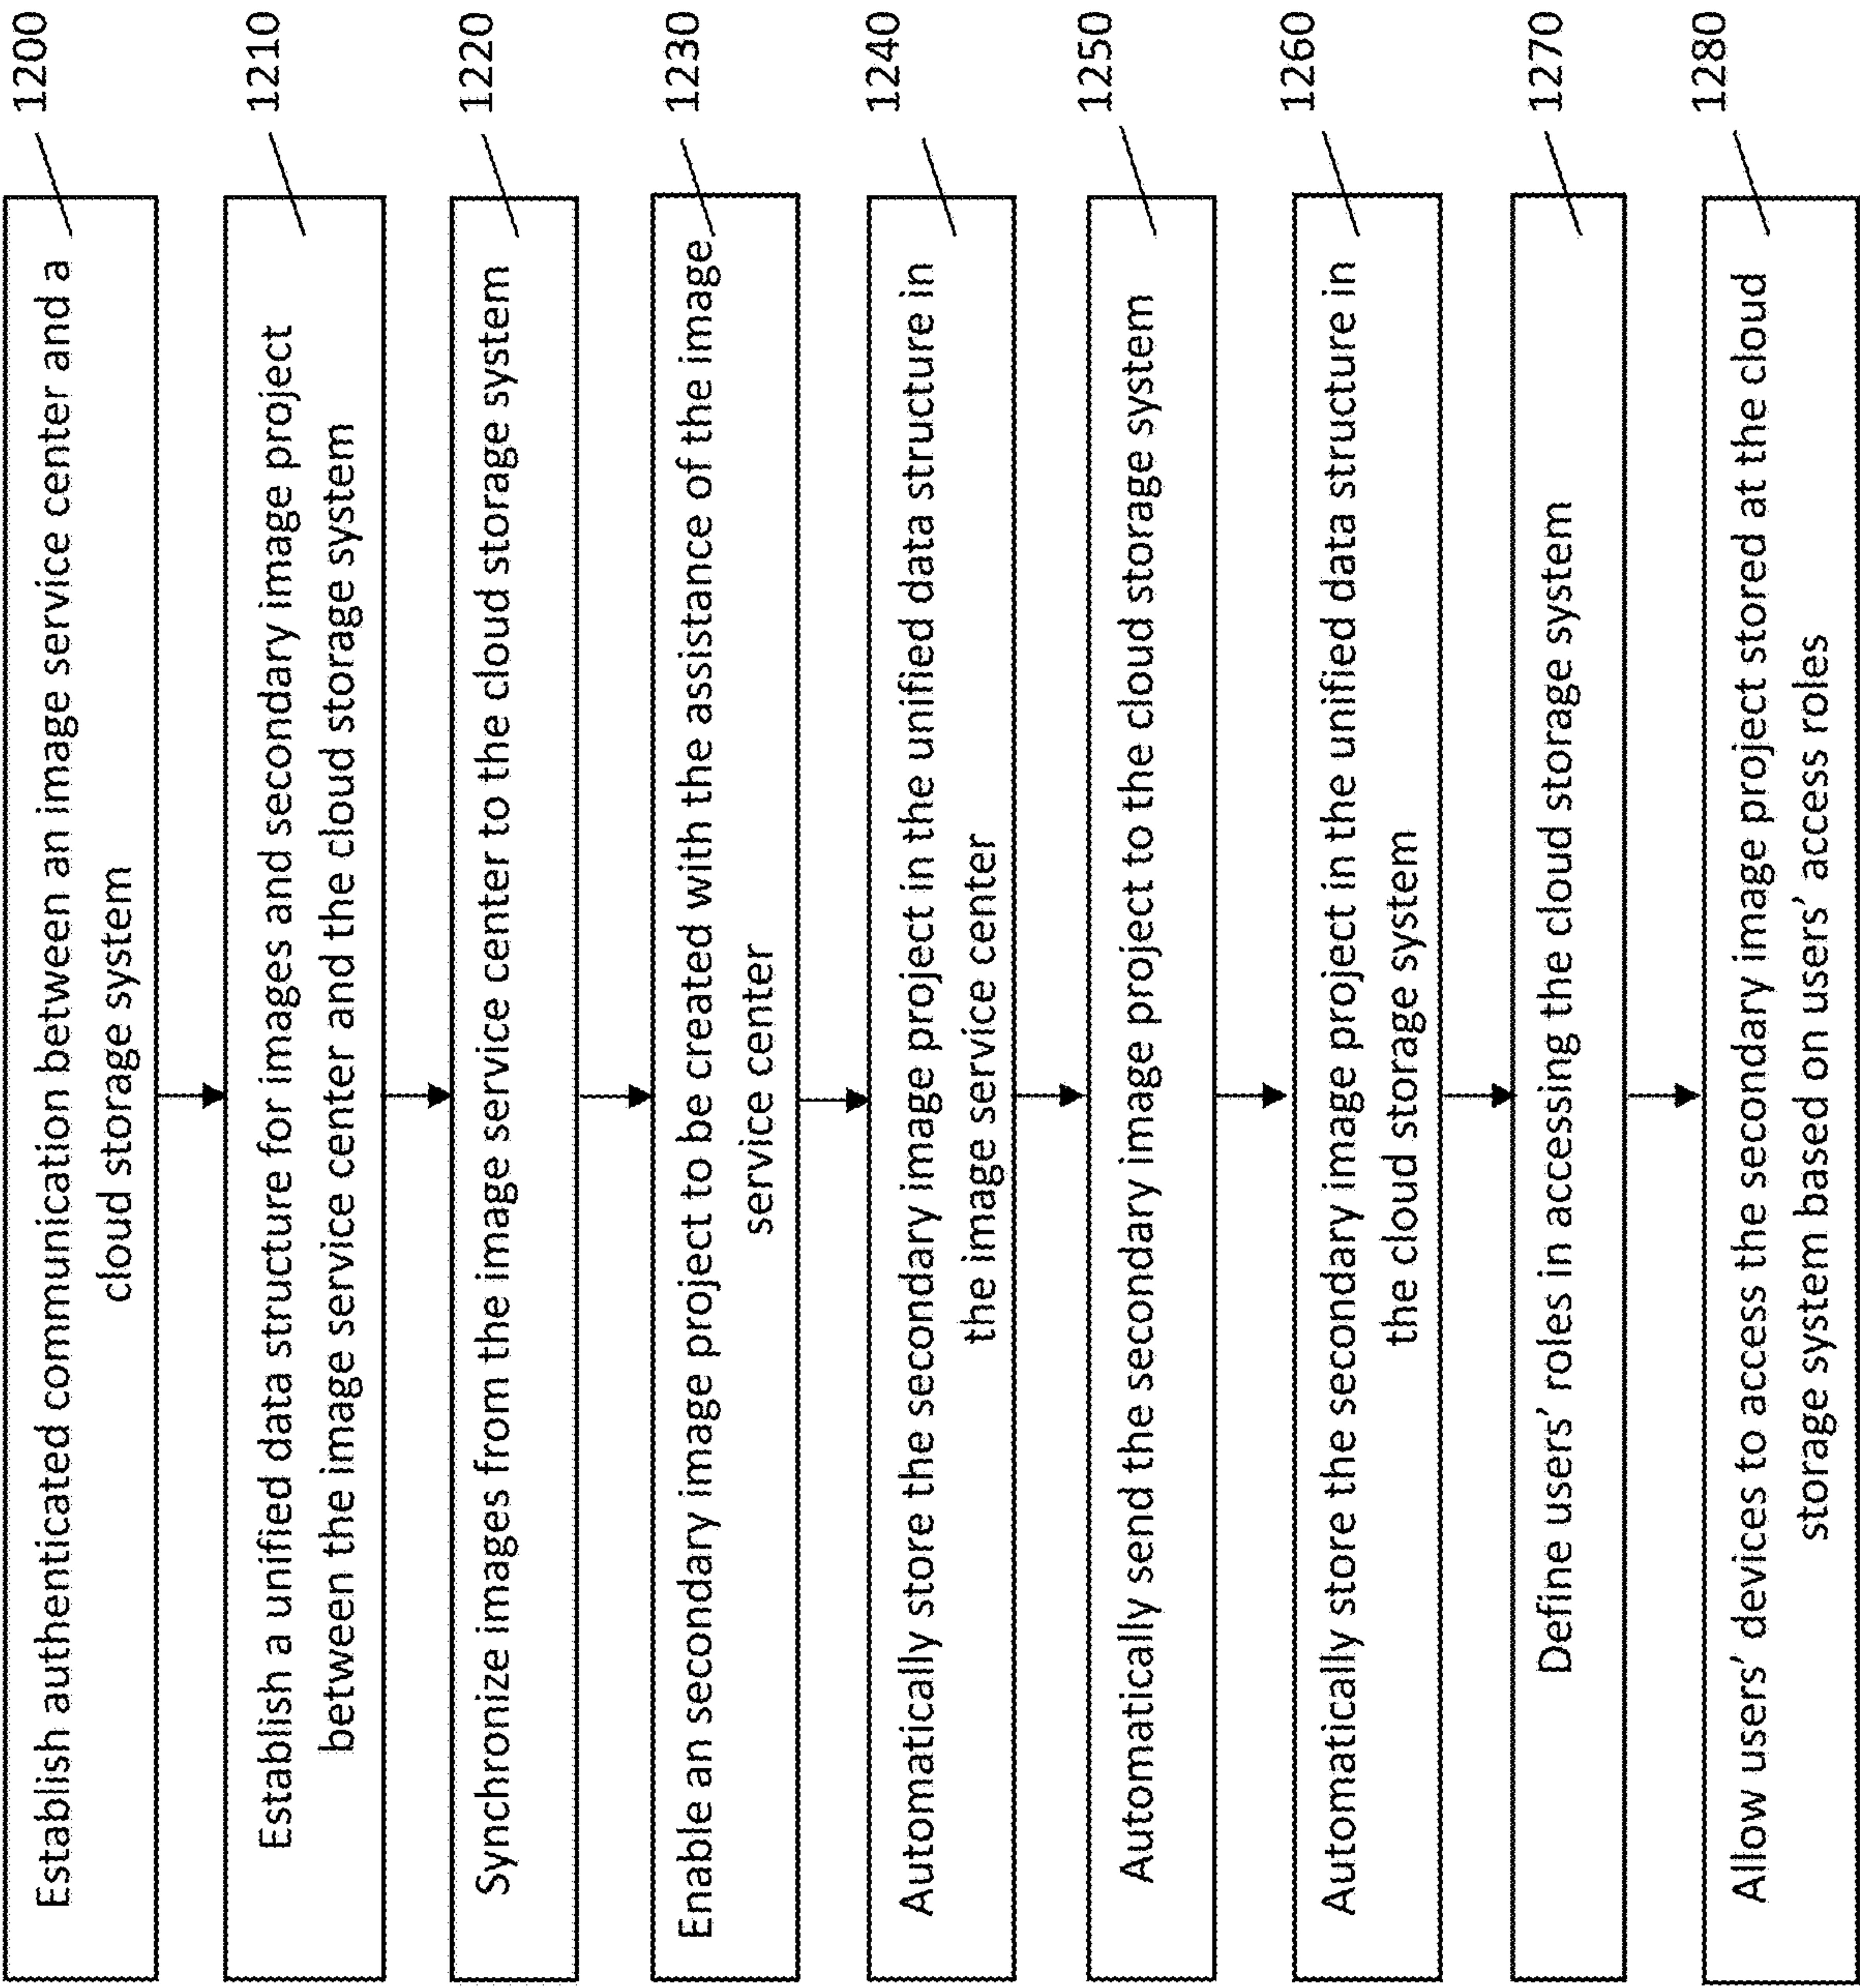 Establish authenticated communication between an image service center and a
cloud storage system
1200
Establish a unified data structure for images and secondary image project
between the image service center and the cloud storage system
1210
Synchronize images from the image service center to the cloud storage system
1220
Enable an secondary image project to be created with the assistance of the image
service center
1230
Automatically store the secondary image project in the unified data structure in
the image service center
1240
Automatically send the secondary image project to the cloud storage system
1250
Automatically store the secondary image project in the unified data structure in
the cloud storage system
1260
Define users’ roles in accessing the cloud storage system
1270
Allow users’ devices to access the secondary image project stored at the cloud
storage system based on users’ access roles
1280